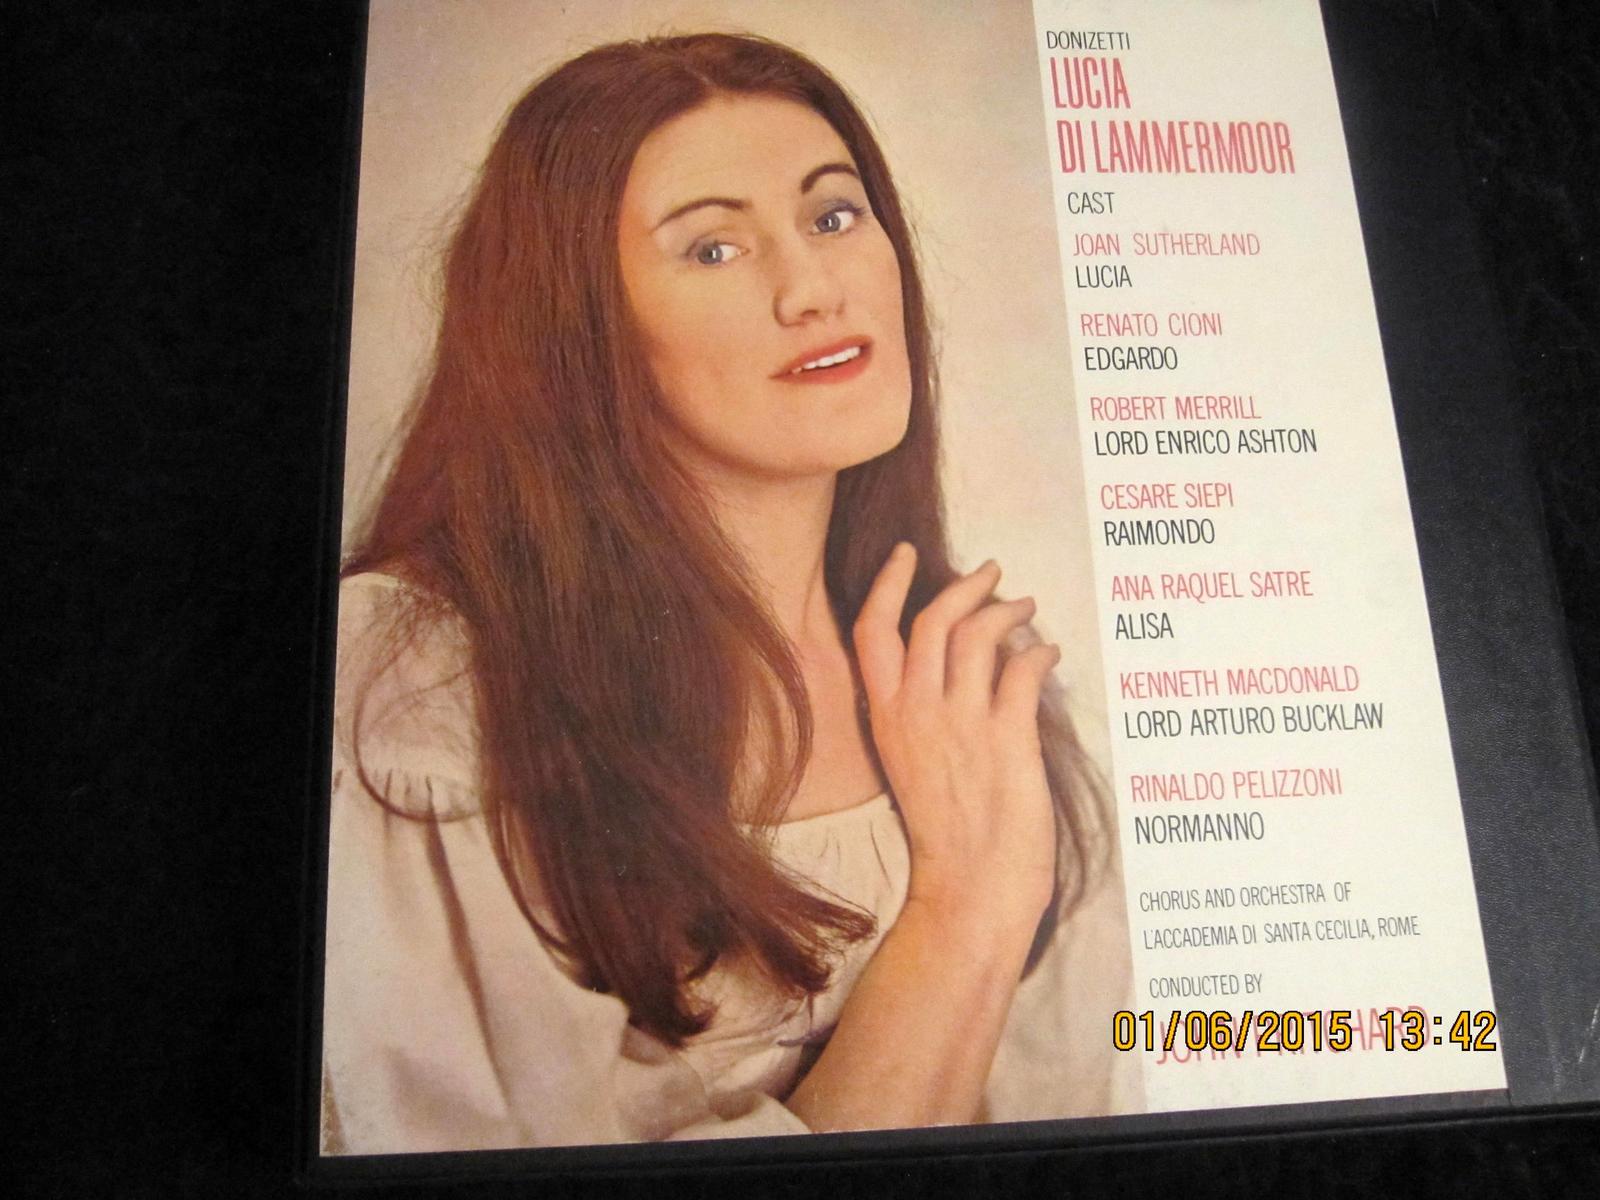 DONIZETTI
LUCIA
DI LAMMERMOOR
CAST
JOAN SUTHERLAND
LUCIA
RENATO CIONI
EDGARDO
ROBERT MERRILL
LORD ENRICO ASHTON
CESARE SIEPI
RAIMONDO
ANA RAQUEL SATRE
ALISA
KENNETH MACDONALD
LORD ARTURO BUCKLAW
RINALDO PELIZZONI
NORMANNO
CHORUS AND ORCHESTRA OF
L'ACCADEMIA DI SANTA CECILIA, ROME
CONDUCTED BY
JOHN PRITCHARD
01/06/2015 13:42